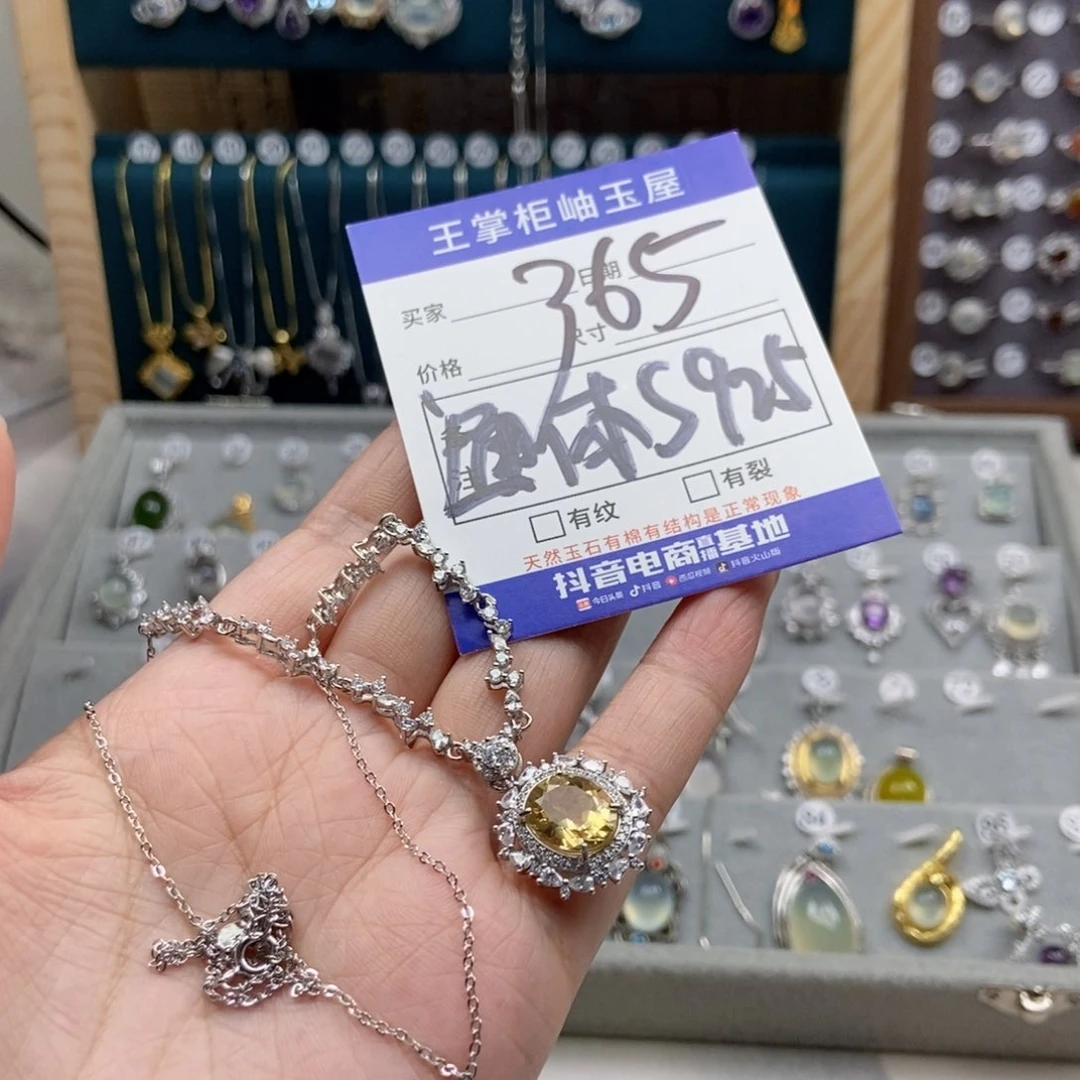 王掌柜岫玉屋
买家 日期
365
价格 尺寸
通体S925
注
有纹 有裂
天然玉石有棉有结构是正常现象
抖音电商直播基地
今日头条 抖音 西瓜视频 抖音火山版